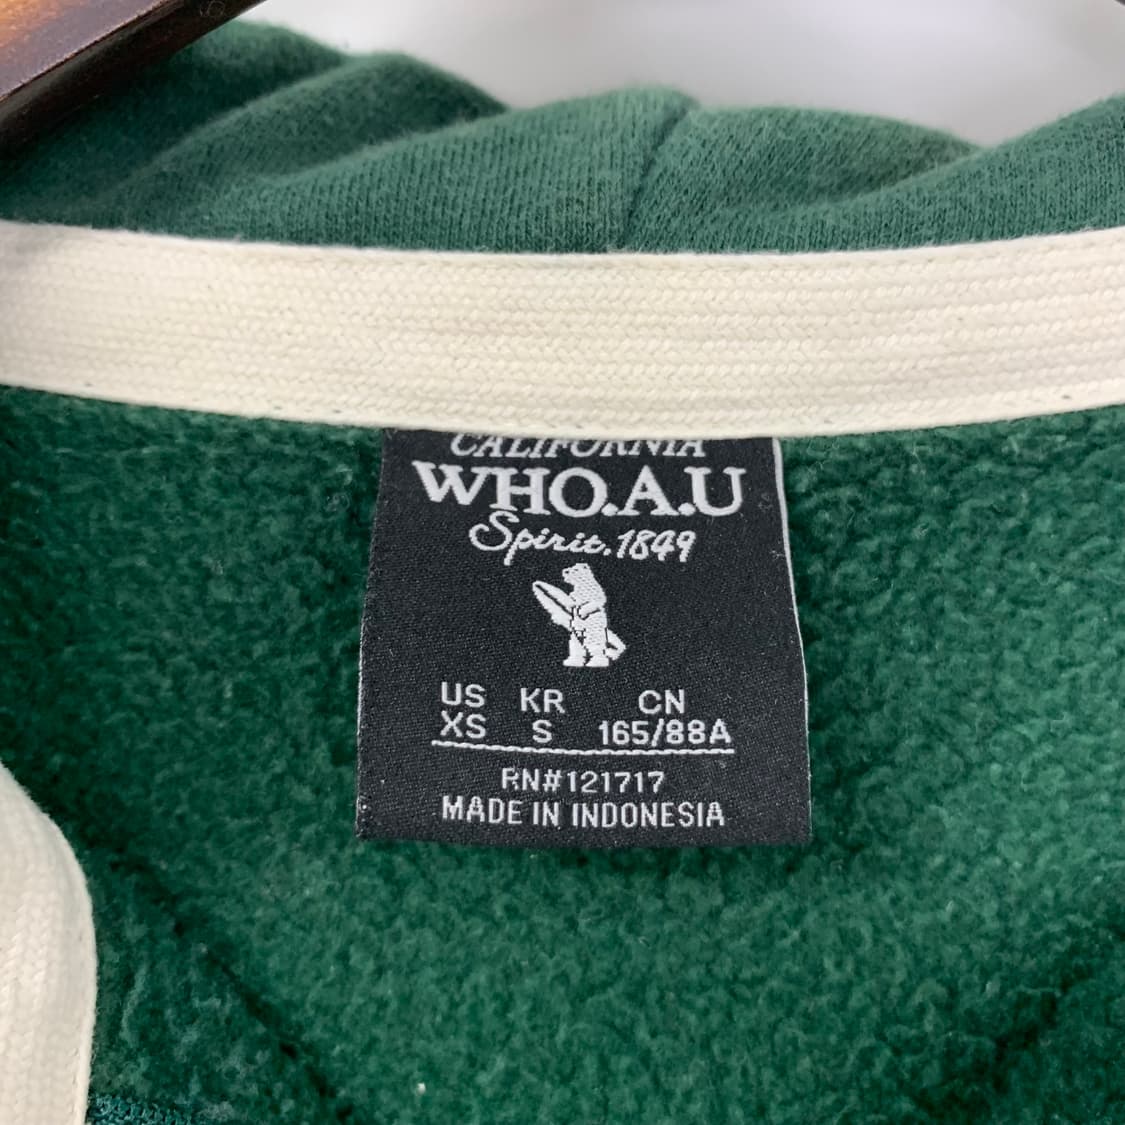 CALIFORNIA
WHO.A.U
Spirit.1849
US KR CN
XS S 165/88A
RN#121717
MADE IN INDONESIA